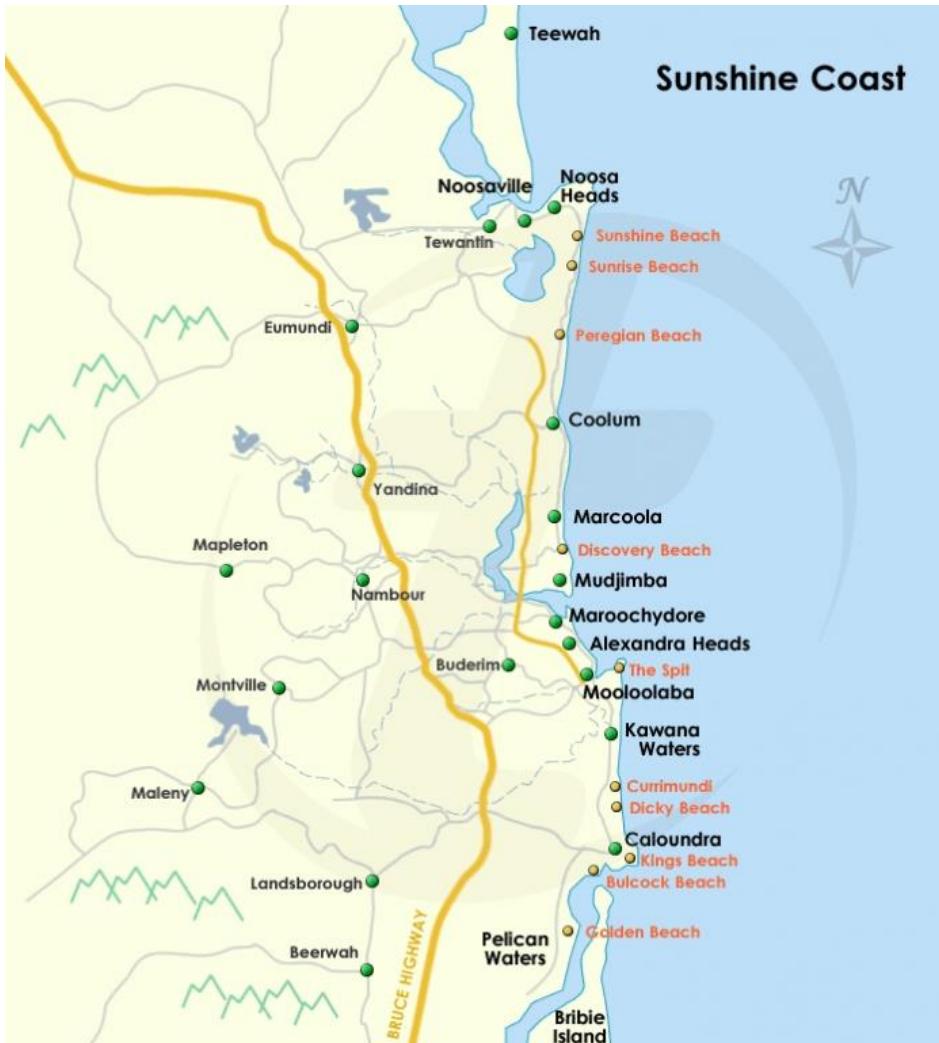 Teewah
Sunshine Coast
Noosaville
Noosa
Heads
N
Tewantin
Sunshine Beach
Sunrise Beach
Eumundi
Peregian Beach
Coolum
Yandina
Marcoola
Mapleton
Discovery Beach
Nambour
Mudjimba
Maroochydore
Alexandra Heads
Buderim
The Spit
Montville
Mooloolaba
Kawana
Waters
Maleny
Currimundi
Dicky Beach
Caloundra
Kings Beach
Landsborough
Bulcock Beach
Beerwah
BRUCE HIGHWAY
Pelican
Waters
Golden Beach
Bribie
Island